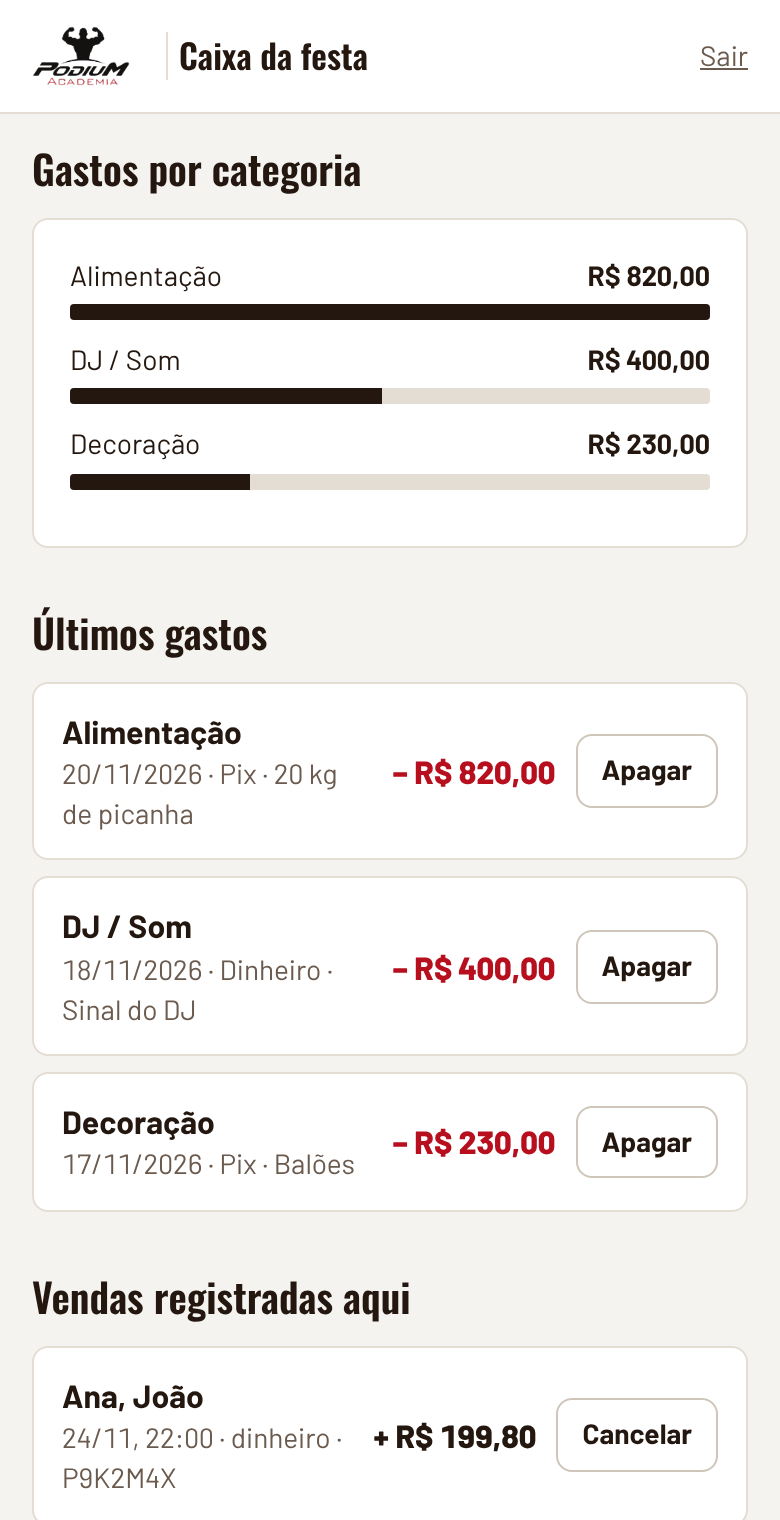 PODIUM
ACADEMIA
Caixa da festa
Sair
Gastos por categoria
Alimentação R$ 820,00
DJ / Som R$ 400,00
Decoração R$ 230,00
Últimos gastos
Alimentação
20/11/2026 · Pix · 20 kg
de picanha
– R$ 820,00
Apagar
DJ / Som
18/11/2026 · Dinheiro ·
Sinal do DJ
– R$ 400,00
Apagar
Decoração
17/11/2026 · Pix · Balões
– R$ 230,00
Apagar
Vendas registradas aqui
Ana, João
24/11, 22:00 · dinheiro ·
P9K2M4X
+ R$ 199,80
Cancelar